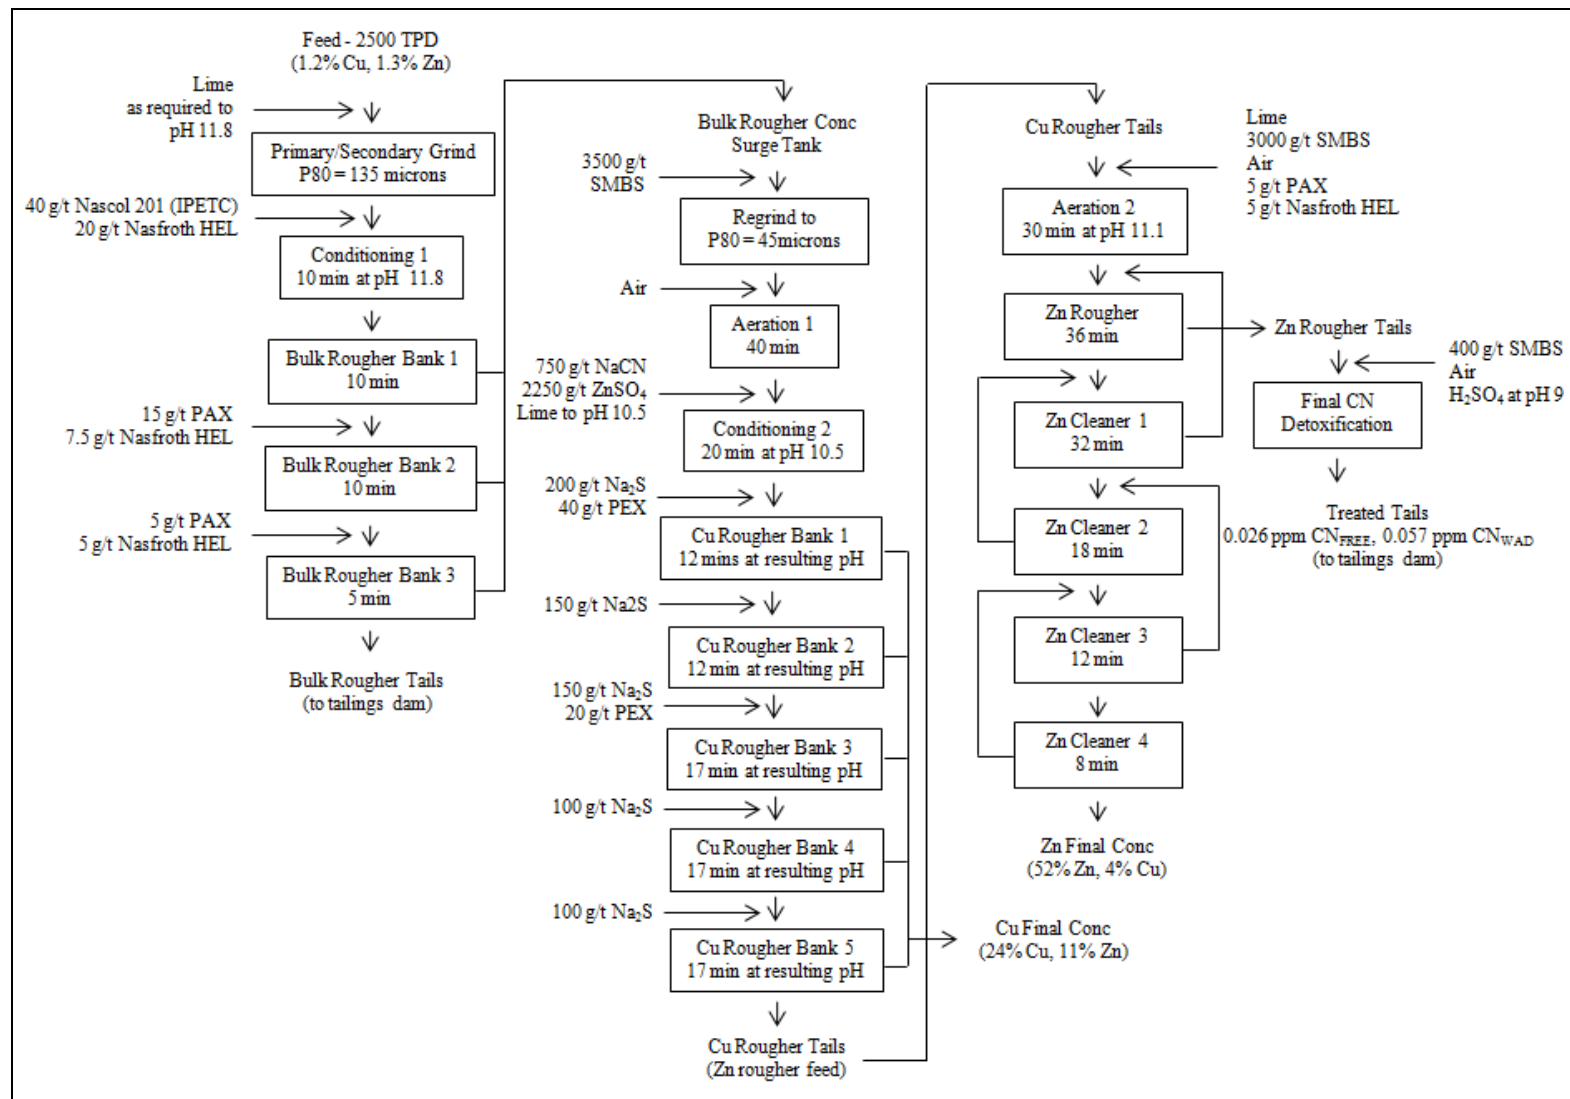 Feed - 2500 TPD
(1.2% Cu, 1.3% Zn)
Lime
as required to
pH 11.8
Primary/Secondary Grind
P80 = 135 microns
40 g/t Nascol 201 (IPETC)
20 g/t Nasfroth HEL
Conditioning 1
10 min at pH 11.8
Bulk Rougher Bank 1
10 min
15 g/t PAX
7.5 g/t Nasfroth HEL
Bulk Rougher Bank 2
10 min
5 g/t PAX
5 g/t Nasfroth HEL
Bulk Rougher Bank 3
5 min
Bulk Rougher Tails
(to tailings dam)
Bulk Rougher Conc
Surge Tank
3500 g/t
SMBS
Regrind to
P80 = 45microns
Air
Aeration 1
40 min
750 g/t NaCN
2250 g/t ZnSO₄
Lime to pH 10.5
Conditioning 2
20 min at pH 10.5
200 g/t Na₂S
40 g/t PEX
Cu Rougher Bank 1
12 mins at resulting pH
150 g/t Na2S
Cu Rougher Bank 2
12 min at resulting pH
150 g/t Na₂S
20 g/t PEX
Cu Rougher Bank 3
17 min at resulting pH
100 g/t Na₂S
Cu Rougher Bank 4
17 min at resulting pH
100 g/t Na₂S
Cu Rougher Bank 5
17 min at resulting pH
Cu Rougher Tails
(Zn rougher feed)
Cu Final Conc
(24% Cu, 11% Zn)
Cu Rougher Tails
Lime
3000 g/t SMBS
Air
5 g/t PAX
5 g/t Nasfroth HEL
Aeration 2
30 min at pH 11.1
Zn Rougher
36 min
Zn Cleaner 1
32 min
Zn Cleaner 2
18 min
Zn Cleaner 3
12 min
Zn Cleaner 4
8 min
Zn Final Conc
(52% Zn, 4% Cu)
Zn Rougher Tails
400 g/t SMBS
Air
H₂SO₄ at pH 9
Final CN
Detoxification
Treated Tails
0.026 ppm CN_FREE, 0.057 ppm CN_WAD
(to tailings dam)